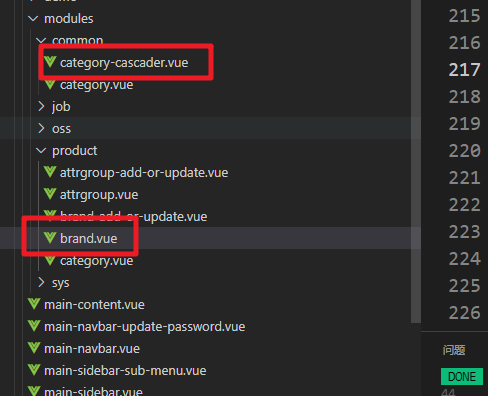 demo
modules
common
category-cascader.vue
category.vue
job
oss
product
attrgroup-add-or-update.vue
attrgroup.vue
brand-add-or-update.vue
brand.vue
category.vue
sys
main-content.vue
main-navbar-update-password.vue
main-navbar.vue
main-sidebar-sub-menu.vue
main-sidebar.vue
215
216
217
218
219
220
221
222
223
224
225
226
问题
DONE
44